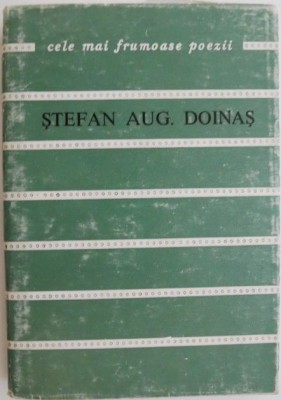 cele mai frumoase poezii
ŞTEFAN AUG. DOINAŞ